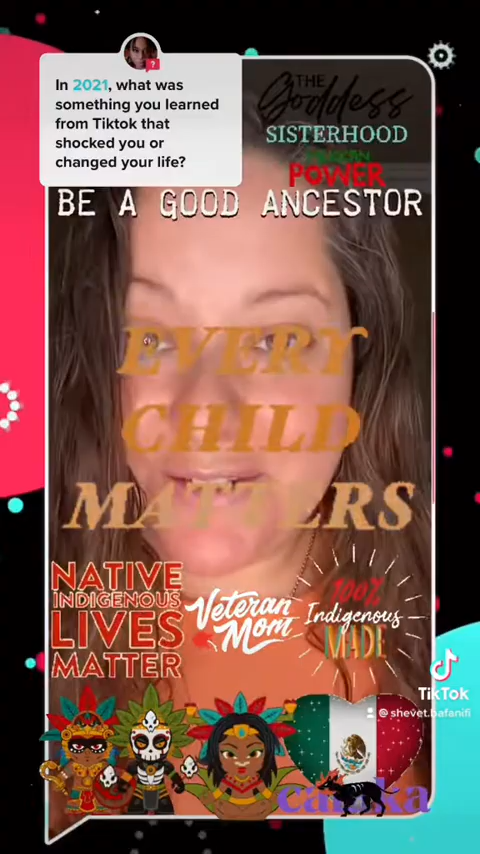 In 2021, what was
something you learned
from Tiktok that
shocked you or
changed your life?
THE
Goddess
SISTERHOOD
POWER
BE A GOOD ANCESTOR
EVERY
CHILD
MATTERS
NATIVE
INDIGENOUS
LIVES
MATTER
Veteran
Mom
100%
Indigenous
MADE
TikTok
@ shevet.hafanifi